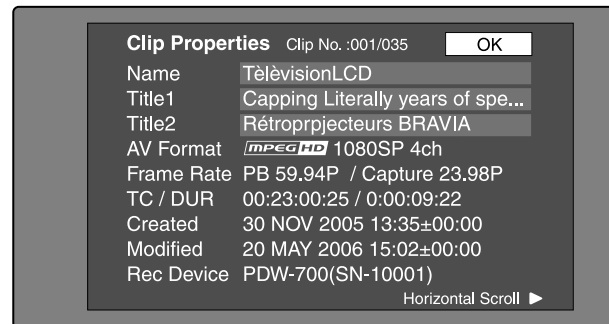 Clip Properties Clip No. :001/035 OK
Name TèlèvisionLCD
Title1 Capping Literally years of spe...
Title2 Rétroprpjecteurs BRAVIA
AV Format MPEG HD 1080SP 4ch
Frame Rate PB 59.94P / Capture 23.98P
TC / DUR 00:23:00:25 / 0:00:09:22
Created 30 NOV 2005 13:35±00:00
Modified 20 MAY 2006 15:02±00:00
Rec Device PDW-700(SN-10001)
Horizontal Scroll ▶